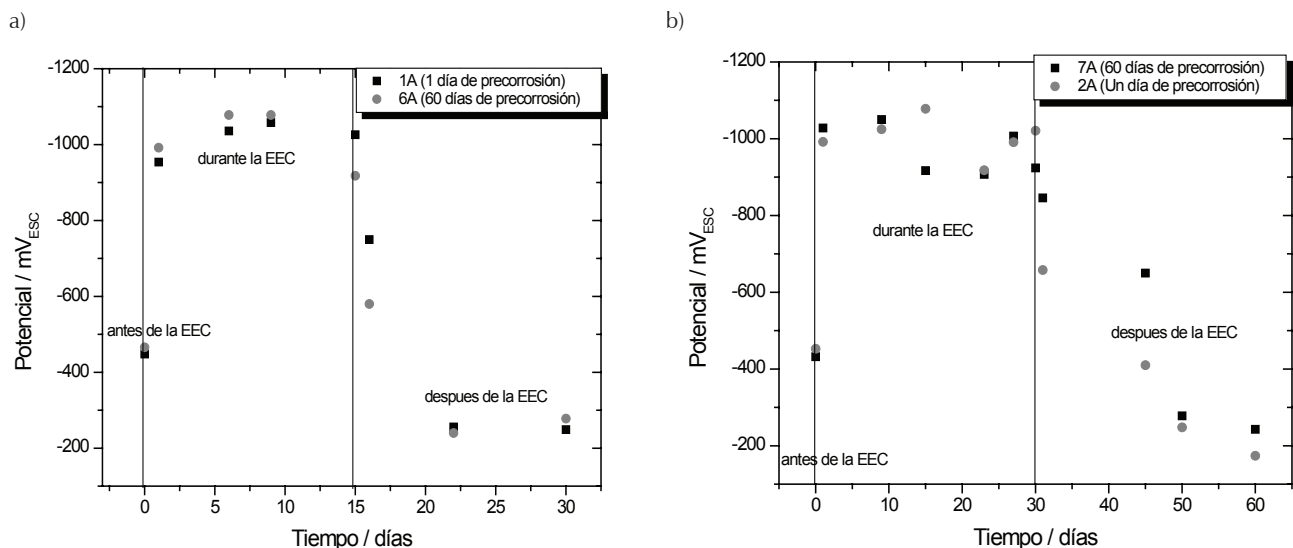 a)
-1200
-1000
-800
-600
-400
-200
Potencial / mV_ESC
1A (1 día de precorrosión)
6A (60 días de precorrosión)
durante la EEC
antes de la EEC
despues de la EEC
0 5 10 15 20 25 30
Tiempo / días
b)
-1200
-1000
-800
-600
-400
-200
Potencial / mV_ESC
7A (60 días de precorrosión)
2A (Un día de precorrosión)
durante la EEC
despues de la EEC
antes de la EEC
0 10 20 30 40 50 60
Tiempo / días